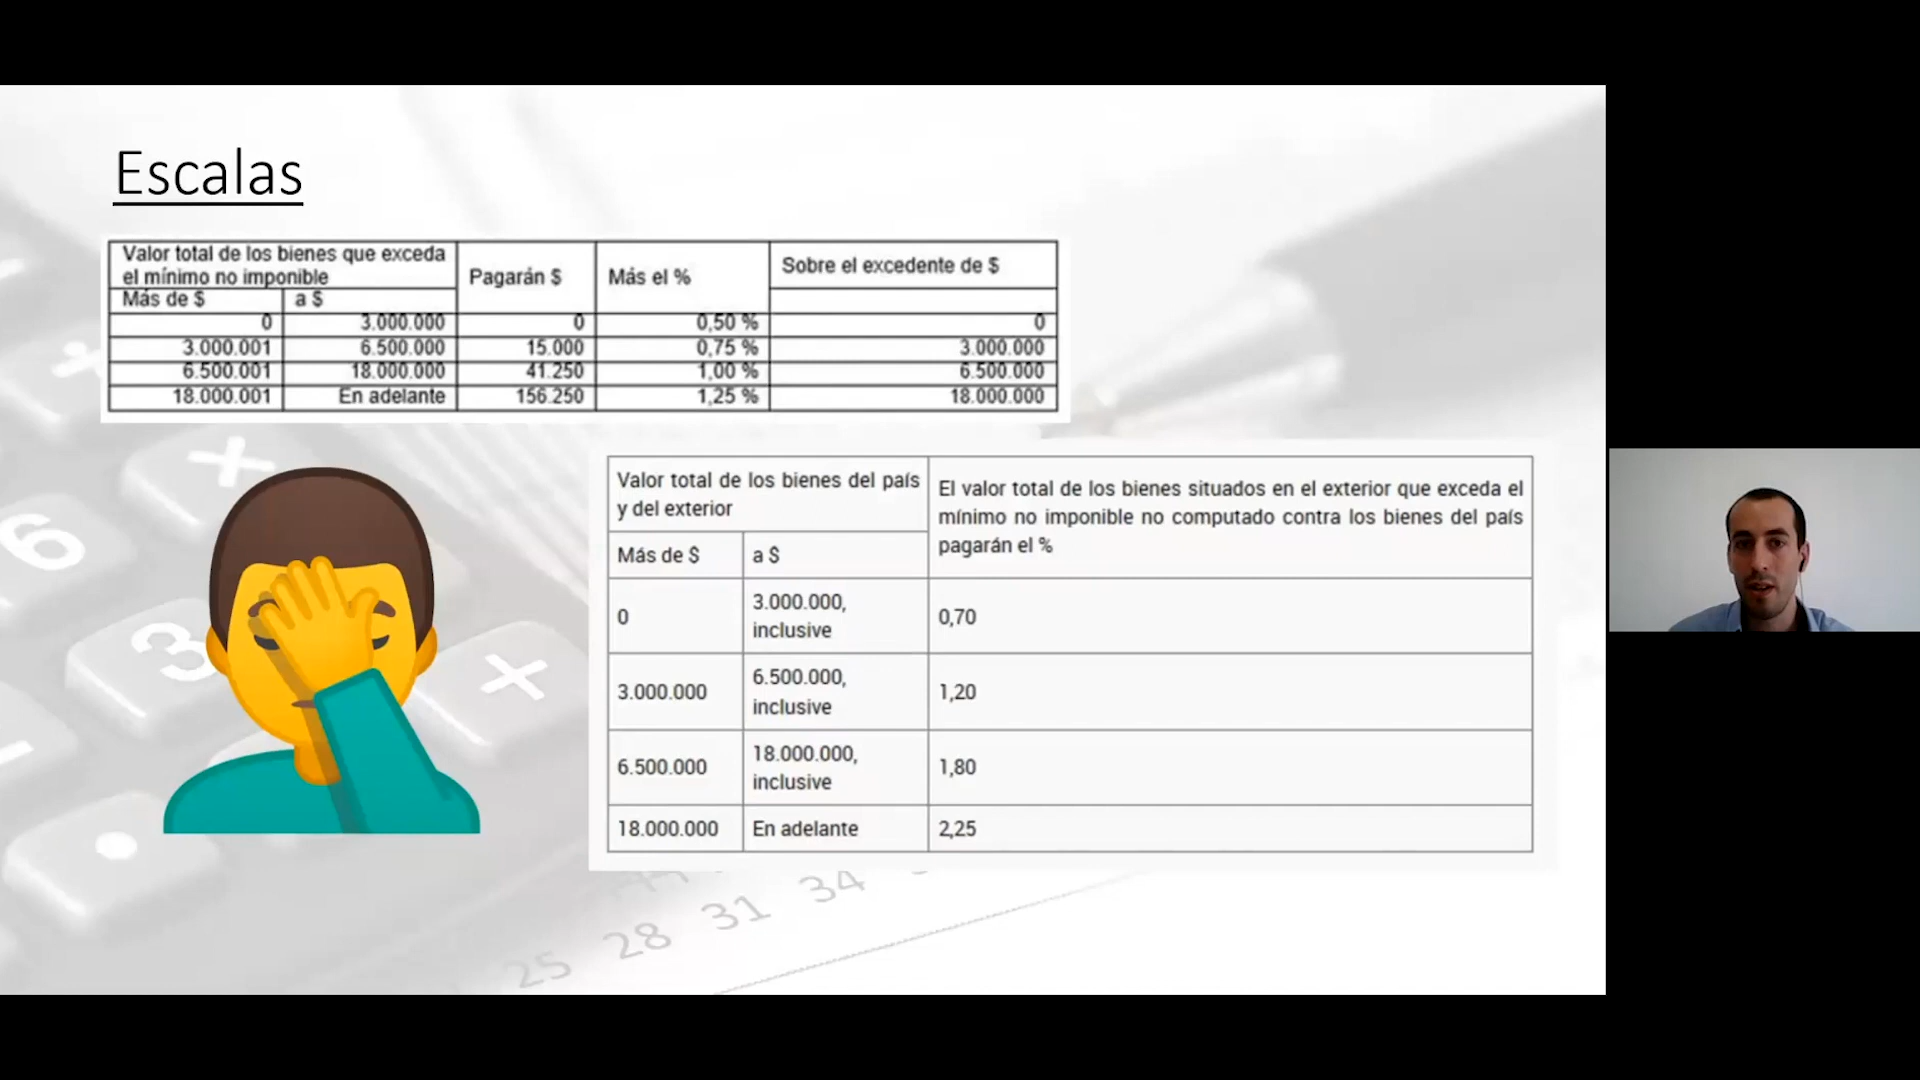 Escalas
Valor total de los bienes que exceda
el mínimo no imponible
Pagarán $
Más el %
Sobre el excedente de $
Más de $
a $
0 3.000.000 0 0,50 % 0
3.000.001 6.500.000 15.000 0,75 % 3.000.000
6.500.001 18.000.000 41.250 1,00 % 6.500.000
18.000.001 En adelante 156.250 1,25 % 18.000.000
Valor total de los bienes del país
y del exterior
El valor total de los bienes situados en el exterior que exceda el
mínimo no imponible no computado contra los bienes del país
pagarán el %
Más de $
a $
0
3.000.000,
inclusive
0,70
3.000.000
6.500.000,
inclusive
1,20
6.500.000
18.000.000,
inclusive
1,80
18.000.000 En adelante 2,25
6
3
25 28 31 34